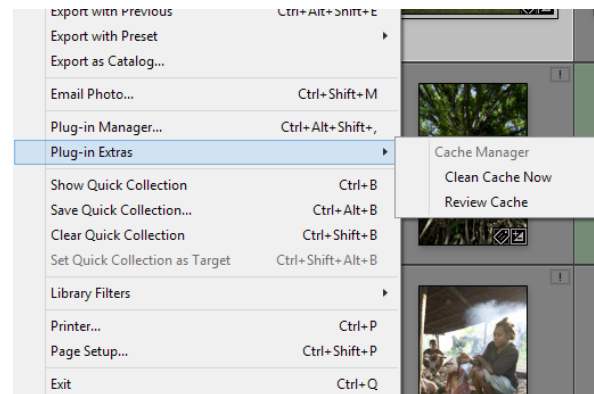 Export with Previous Ctrl+Alt+Shift+E
Export with Preset
Export as Catalog...
Email Photo... Ctrl+Shift+M
Plug-in Manager... Ctrl+Alt+Shift+,
Plug-in Extras
Cache Manager
Clean Cache Now
Review Cache
Show Quick Collection Ctrl+B
Save Quick Collection... Ctrl+Alt+B
Clear Quick Collection Ctrl+Shift+B
Set Quick Collection as Target Ctrl+Shift+Alt+B
Library Filters
Printer... Ctrl+P
Page Setup... Ctrl+Shift+P
Exit Ctrl+Q